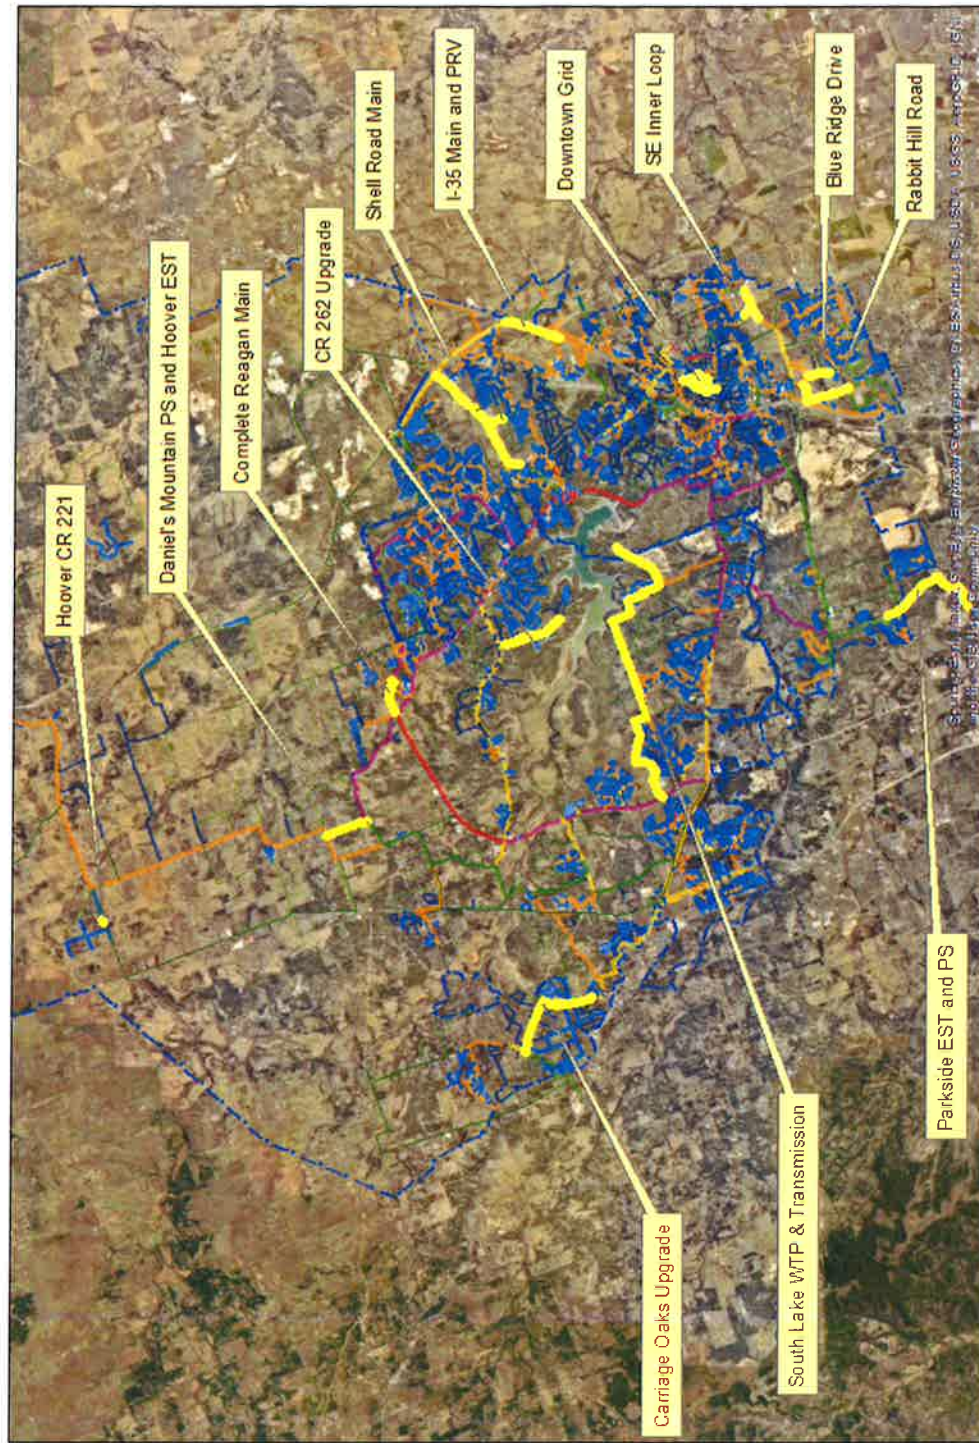 Hoover CR 221
Daniel's Mountain PS and Hoover EST
Complete Reagan Main
CR 262 Upgrade
Shell Road Main
I-35 Main and PRV
Downtown Grid
SE Inner Loop
Blue Ridge Drive
Rabbit Hill Road
Carriage Oaks Upgrade
South Lake WTP & Transmission
Parkside EST and PS